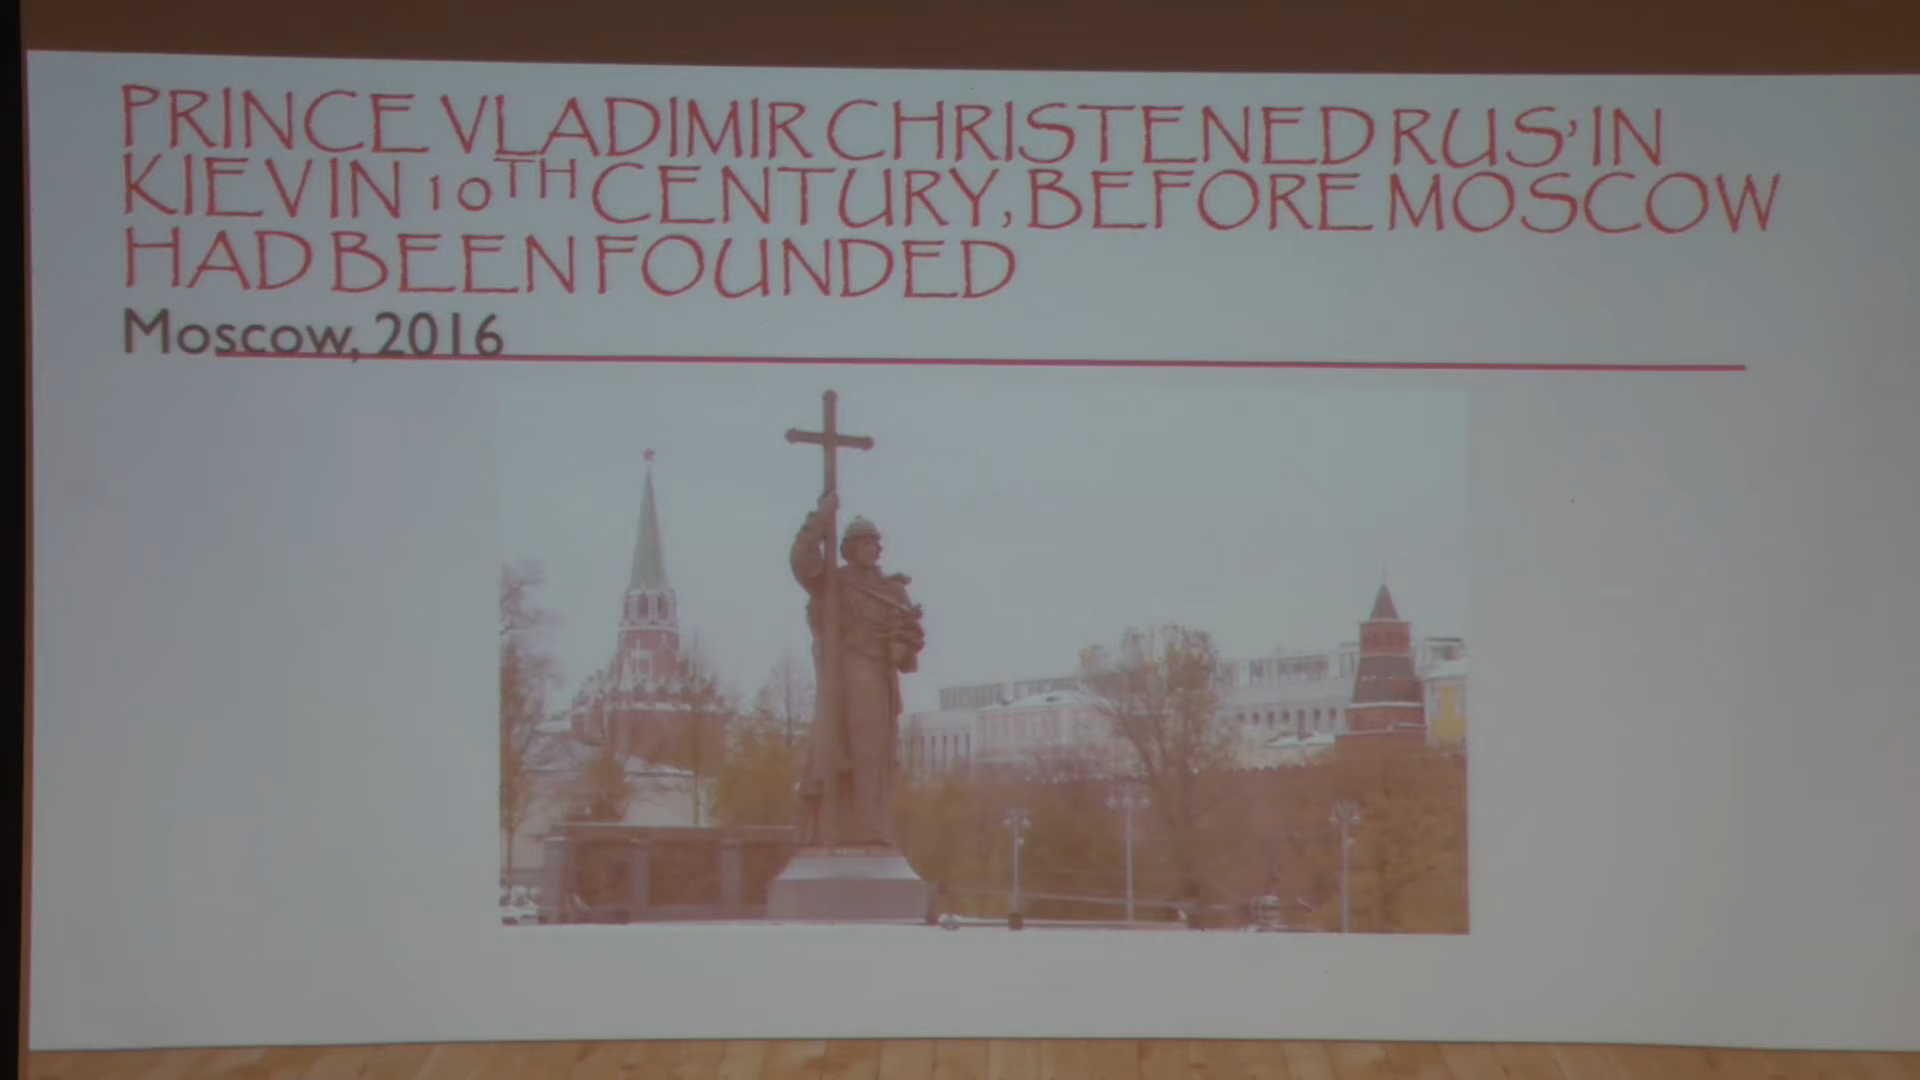 PRINCE VLADIMIR CHRISTENED RUS' IN
KIEV IN 10TH CENTURY, BEFORE MOSCOW
HAD BEEN FOUNDED
Moscow, 2016